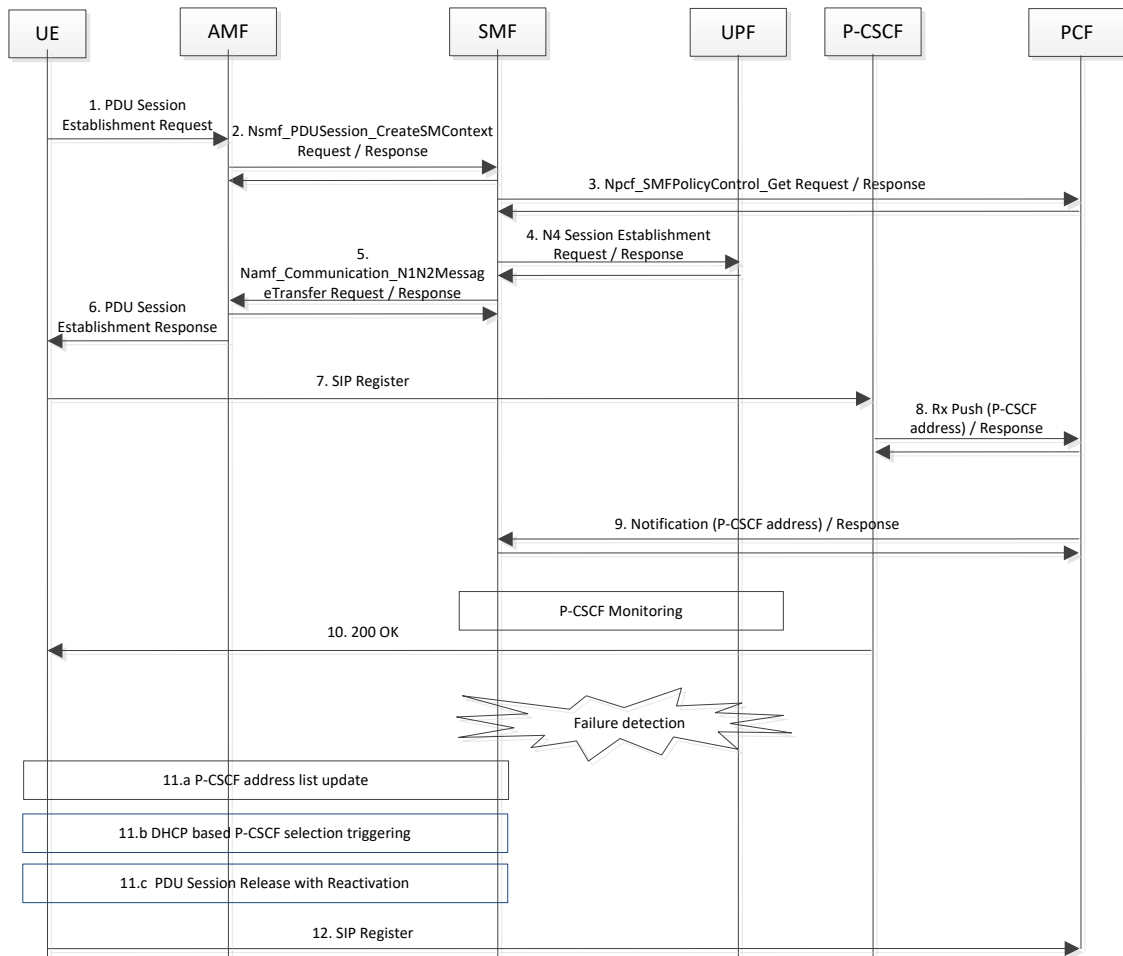 UE
AMF
SMF
UPF
P-CSCF
PCF
1. PDU Session
Establishment Request
2. Nsmf_PDUSession_CreateSMContext
Request / Response
3. Npcf_SMFPolicyControl_Get Request / Response
4. N4 Session Establishment
Request / Response
5.
Namf_Communication_N1N2Messag
eTransfer Request / Response
6. PDU Session
Establishment Response
7. SIP Register
8. Rx Push (P-CSCF
address) / Response
9. Notification (P-CSCF address) / Response
P-CSCF Monitoring
10. 200 OK
Failure detection
11.a P-CSCF address list update
11.b DHCP based P-CSCF selection triggering
11.c PDU Session Release with Reactivation
12. SIP Register